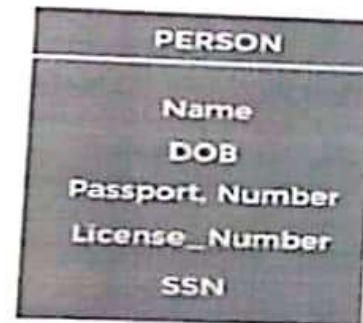 PERSON
Name
DOB
Passport, Number
License_Number
SSN